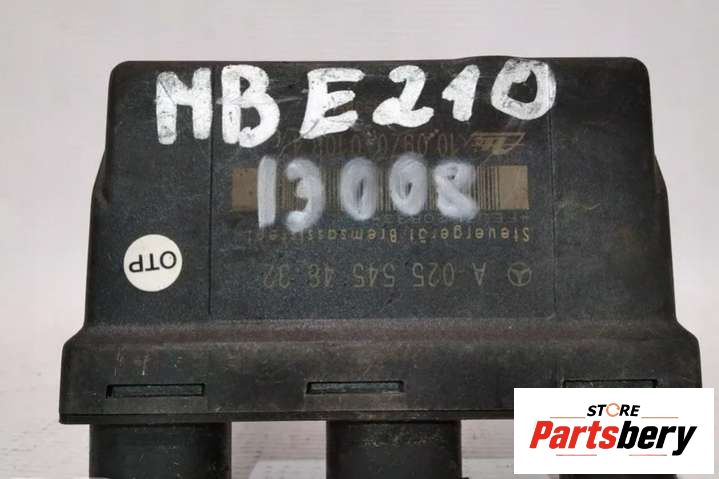 MB E210
13008
Steuergerät Bremsassistent
A 025 545 46 32
OTP
STORE
Partsbery